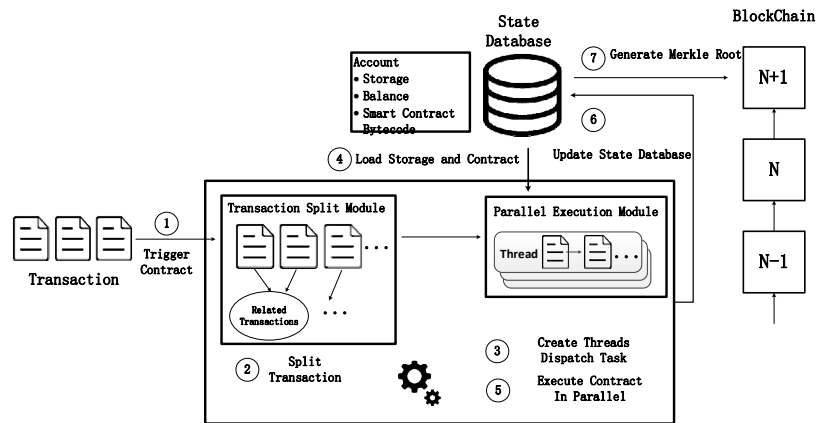 BlockChain
State
Database
Account
• Storage
• Balance
• Smart Contract
Bytecode
7 Generate Merkle Root
N+1
6
4 Load Storage and Contract
Update State Database
N
Transaction Split Module
Parallel Execution Module
1
Trigger
Contract
Transaction
...
Thread
...
N-1
Related
Transactions
...
2 Split
Transaction
3 Create Threads
Dispatch Task
5 Execute Contract
In Parallel